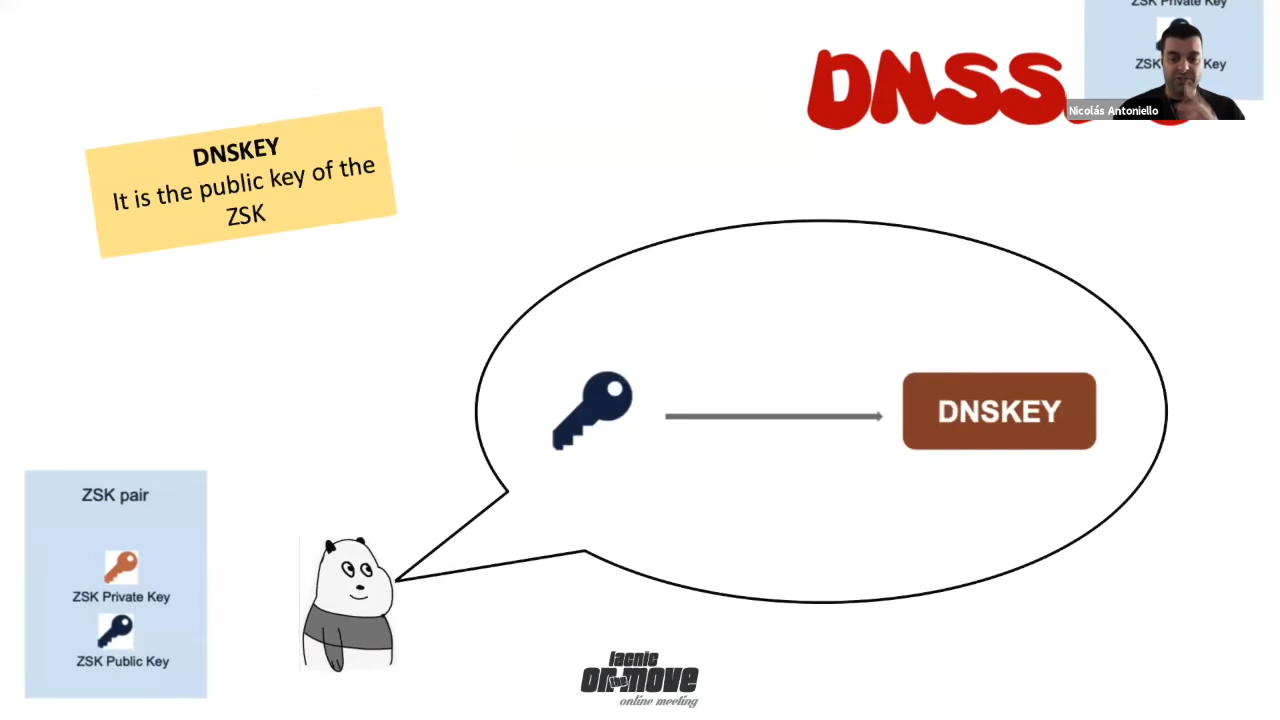 ZSK Private Key
DNSS
ZSK
Key
Nicolás Antoniello
DNSKEY
It is the public key of the
ZSK
DNSKEY
ZSK pair
ZSK Private Key
ZSK Public Key
lacnic
on the move
online meeting